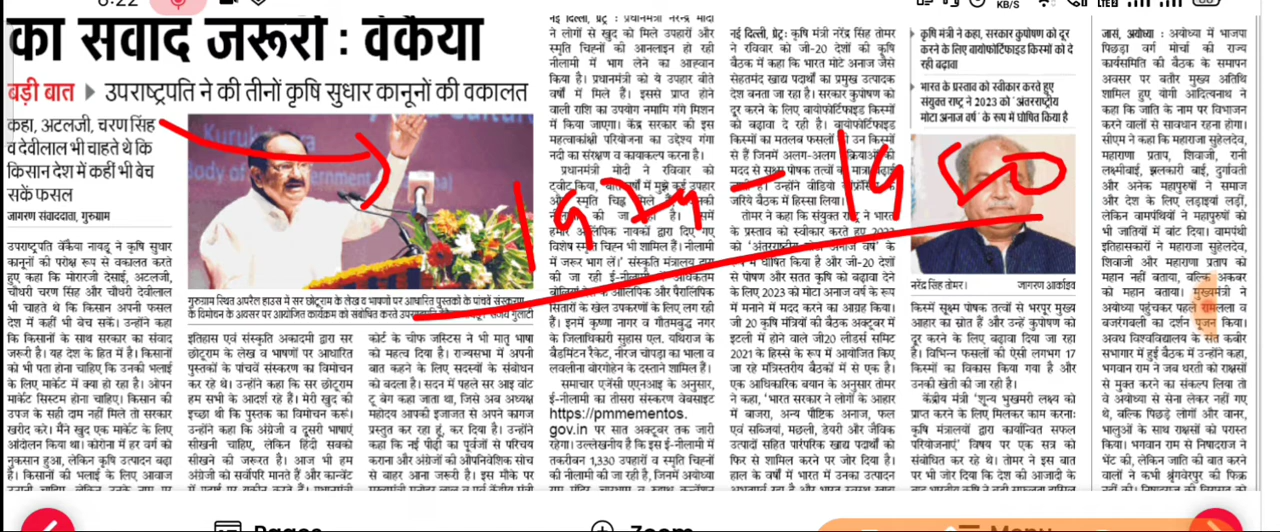 6:22
KB/S
का संवाद जरूरी : वेंकैया
बड़ी बात ▶ उपराष्ट्रपति ने की तीनों कृषि सुधार कानूनों की वकालत
कहा, अटलजी, चरण सिंह
व देवीलाल भी चाहते थे कि
किसान देश में कहीं भी बेच
सकें फसल
जागरण संवाददाता, गुरुग्राम
उपराष्ट्रपति वेंकैया नायडू ने कृषि सुधार
कानूनों की परोक्ष रूप से वकालत करते
हुए कहा कि मोरारजी देसाई, अटलजी,
चौधरी चरण सिंह और चौधरी देवीलाल
भी चाहते थे कि किसान अपनी फसल
देश में कहीं भी बेच सकें। उन्होंने कहा
कि किसानों के साथ सरकार का संवाद
जरूरी है। यह देश के हित में है। किसानों
को भी पता होना चाहिए कि उनकी भलाई
के लिए मार्केट में क्या हो रहा है। ओपन
मार्केट सिस्टम होना चाहिए। किसान की
उपज के सही दाम नहीं मिले तो सरकार
खरीद करे। मैंने खुद एक मार्केट के लिए
आंदोलन किया था। कोरोना में हर वर्ग को
नुकसान हुआ, लेकिन कृषि उत्पादन बढ़ा
है। किसानों की भलाई के लिए आवाज
गुरुग्राम स्थित अपरैल हाउस में सर छोटूराम के लेख व भाषणों पर आधारित पुस्तकों के पांचवें संस्करण
के विमोचन के अवसर पर आयोजित कार्यक्रम को संबोधित करते
इतिहास एवं संस्कृति अकादमी द्वारा सर
छोटूराम के लेख व भाषणों पर आधारित
पुस्तकों के पांचवें संस्करण का विमोचन
कर रहे थे। उन्होंने कहा कि सर छोटूराम
हम सभी के आदर्श रहे हैं। मेरी खुद की
इच्छा थी कि पुस्तक का विमोचन करूं।
उन्होंने कहा कि अंग्रेजी व दूसरी भाषाएं
सीखनी चाहिए, लेकिन हिंदी सबको
सीखने की जरूरत है। आज भी हम
अंग्रेजी को सर्वोपरि मानते हैं और कान्वेंट
कोर्ट के चीफ जस्टिस ने भी मातृ भाषा
को महत्व दिया है। राज्यसभा में अपनी
बात कहने के लिए सदस्यों के संबोधन
को बदला है। सदन में पहले सर आइ वांट
टू बेग कहा जाता था, जिसे अब अध्यक्ष
महोदय आपकी इजाजत से अपने कागज
प्रस्तुत कर रहा हूं, कर दिया है। उन्होंने
कहा कि नई पीढ़ी का पूर्वजों से परिचय
कराना और अंग्रेजों की औपनिवेशिक सोच
से बाहर आना जरूरी है। इस मौके पर
नई दिल्ली, प्रेट्र : प्रधानमंत्री नरेन्द्र मोदी
ने लोगों से खुद को मिले उपहारों और
स्मृति चिह्नों की आनलाइन हो रही
नीलामी में भाग लेने का आह्वान
किया है। प्रधानमंत्री को ये उपहार बीते
वर्षों में मिले हैं। इससे प्राप्त होने
वाली राशि का उपयोग नमामि गंगे मिशन
में किया जाएगा। केंद्र सरकार की इस
महत्वाकांक्षी परियोजना का उद्देश्य गंगा
नदी का संरक्षण व कायाकल्प करना है।
प्रधानमंत्री मोदी ने रविवार को
ट्वीट किया, वर्षों में मुझे कई उपहार
स्मृति चिह्न
की जा है।
द्वारा दिए गए
विशेष स्मृति चिह्न भी शामिल हैं। नीलामी
में जरूर भाग लें।' संस्कृति मंत्रालय द्वारा
की जा रही
ओलंपिक और पैरालंपिक
सितारों के खेल उपकरणों के लिए लग रही
हैं। इनमें कृष्णा नागर व गौतमबुद्ध नगर
के जिलाधिकारी सुहास एल. यथिराज के
बैडमिंटन रैकेट, नीरज चोपड़ा का भाला व
लवलीना बोरगोहेन के दस्ताने शामिल हैं।
समाचार एजेंसी एएनआइ के अनुसार,
ई-नीलामी का तीसरा संस्करण वेबसाइट
https://pmmementos.
gov.in पर सात अक्टूबर तक जारी
रहेगा। उल्लेखनीय है कि इस ई-नीलामी में
तकरीबन 1,330 उपहारों व स्मृति चिह्नों
की नीलामी की जा रही है, जिनमें अयोध्या
नई दिल्ली, प्रेट्र: कृषि मंत्री नरेंद्र सिंह तोमर
ने रविवार को जी-20 देशों की कृषि
बैठक में कहा कि भारत मोटे अनाज जैसे
सेहतमंद खाद्य पदार्थों का प्रमुख उत्पादक
देश बनता जा रहा है। सरकार कुपोषण को
दूर करने के लिए बायोफोर्टिफाइड किस्मों
को बढ़ावा दे रही है। बायोफोर्टिफाइड
किस्मों का मतलब फसलों की उन किस्मों
से हैं जिनमें अलग-अलग
मदद से सूक्ष्म पोषक तत्वों
है। उन्होंने वीडियो
जरिये बैठक में हिस्सा लिया।
तोमर ने कहा कि संयुक्त राष्ट्र ने भारत
के प्रस्ताव को स्वीकार करते हुए 2023
को 'अंतरराष्ट्रीय मोटा अनाज वर्ष' के
घोषित किया है और जी-20 देशों
से पोषण और सतत कृषि को बढ़ावा देने
के लिए 2023 को मोटा अनाज वर्ष के रूप
में मनाने में मदद करने का आग्रह किया।
जी 20 कृषि मंत्रियों की बैठक अक्टूबर में
इटली में होने वाले जी20 लीडर्स समिट
2021 के हिस्से के रूप में आयोजित किए
जा रहे मंत्रिस्तरीय बैठकों में से एक है।
एक आधिकारिक बयान के अनुसार तोमर
ने कहा, 'भारत सरकार ने लोगों के आहार
में बाजरा, अन्य पौष्टिक अनाज, फल
एवं सब्जियों, मछली, डेयरी और जैविक
उत्पादों सहित पारंपरिक खाद्य पदार्थों को
फिर से शामिल करने पर जोर दिया है।
हाल के वर्षों में भारत में उनका उत्पादन
कृषि मंत्री ने कहा, सरकार कुपोषण को दूर
करने के लिए बायोफोर्टिफाइड किस्मों को दे
रही बढ़ावा
भारत के प्रस्ताव को स्वीकार करते हुए
संयुक्त राष्ट्र ने 2023 को 'अंतरराष्ट्रीय
मोटा अनाज वर्ष' के रूप में घोषित किया है
नरेंद्र सिंह तोमर। जागरण आर्काइव
किस्में सूक्ष्म पोषक तत्वों से भरपूर मुख्य
आहार का स्रोत हैं और उन्हें कुपोषण को
दूर करने के लिए बढ़ावा दिया जा रहा
है। विभिन्न फसलों की ऐसी लगभग 17
किस्मों का विकास किया गया है और
उनकी खेती की जा रही है।
केंद्रीय मंत्री 'शून्य भुखमरी लक्ष्य को
प्राप्त करने के लिए मिलकर काम करना:
कृषि मंत्रालयों द्वारा कार्यान्वित सफल
परियोजनाएं' विषय पर एक सत्र को
संबोधित कर रहे थे। तोमर ने इस बात
पर भी जोर दिया कि देश की आजादी के
जासं, अयोध्या : अयोध्या में भाजपा
पिछड़ा वर्ग मोर्चा की राज्य
कार्यसमिति की बैठक के समापन
अवसर पर बतौर मुख्य अतिथि
शामिल हुए योगी आदित्यनाथ ने
कहा कि जाति के नाम पर विभाजन
करने वालों से सावधान रहना होगा।
सीएम ने कहा कि महाराजा सुहेलदेव,
महाराणा प्रताप, शिवाजी, रानी
लक्ष्मीबाई, झलकारी बाई, दुर्गावती
और अनेक महापुरुषों ने समाज
और देश के लिए लड़ाइयां लड़ीं,
लेकिन वामपंथियों ने महापुरुषों को
भी जातियों में बांट दिया। वामपंथी
इतिहासकारों ने महाराजा सुहेलदेव,
शिवाजी और महाराणा प्रताप को
महान नहीं बताया, बल्कि अकबर
को महान बताया। मुख्यमंत्री ने
अयोध्या पहुंचकर पहले रामलला व
बजरंगबली का दर्शन पूजन किया।
अवध विश्वविद्यालय के संत कबीर
सभागार में हुई बैठक में उन्होंने कहा,
भगवान राम ने जब धरती को राक्षसों
से मुक्त करने का संकल्प लिया तो
वे अयोध्या से सेना लेकर नहीं गए
थे, बल्कि पिछड़े लोगों और वानर,
भालुओं के साथ राक्षसों को परास्त
किया। भगवान राम ने निषादराज से
भेंट की, लेकिन जाति की बात करने
वालों ने कभी श्रृंगवेरपुर की फिक्र
Pages
Zoom
Menu